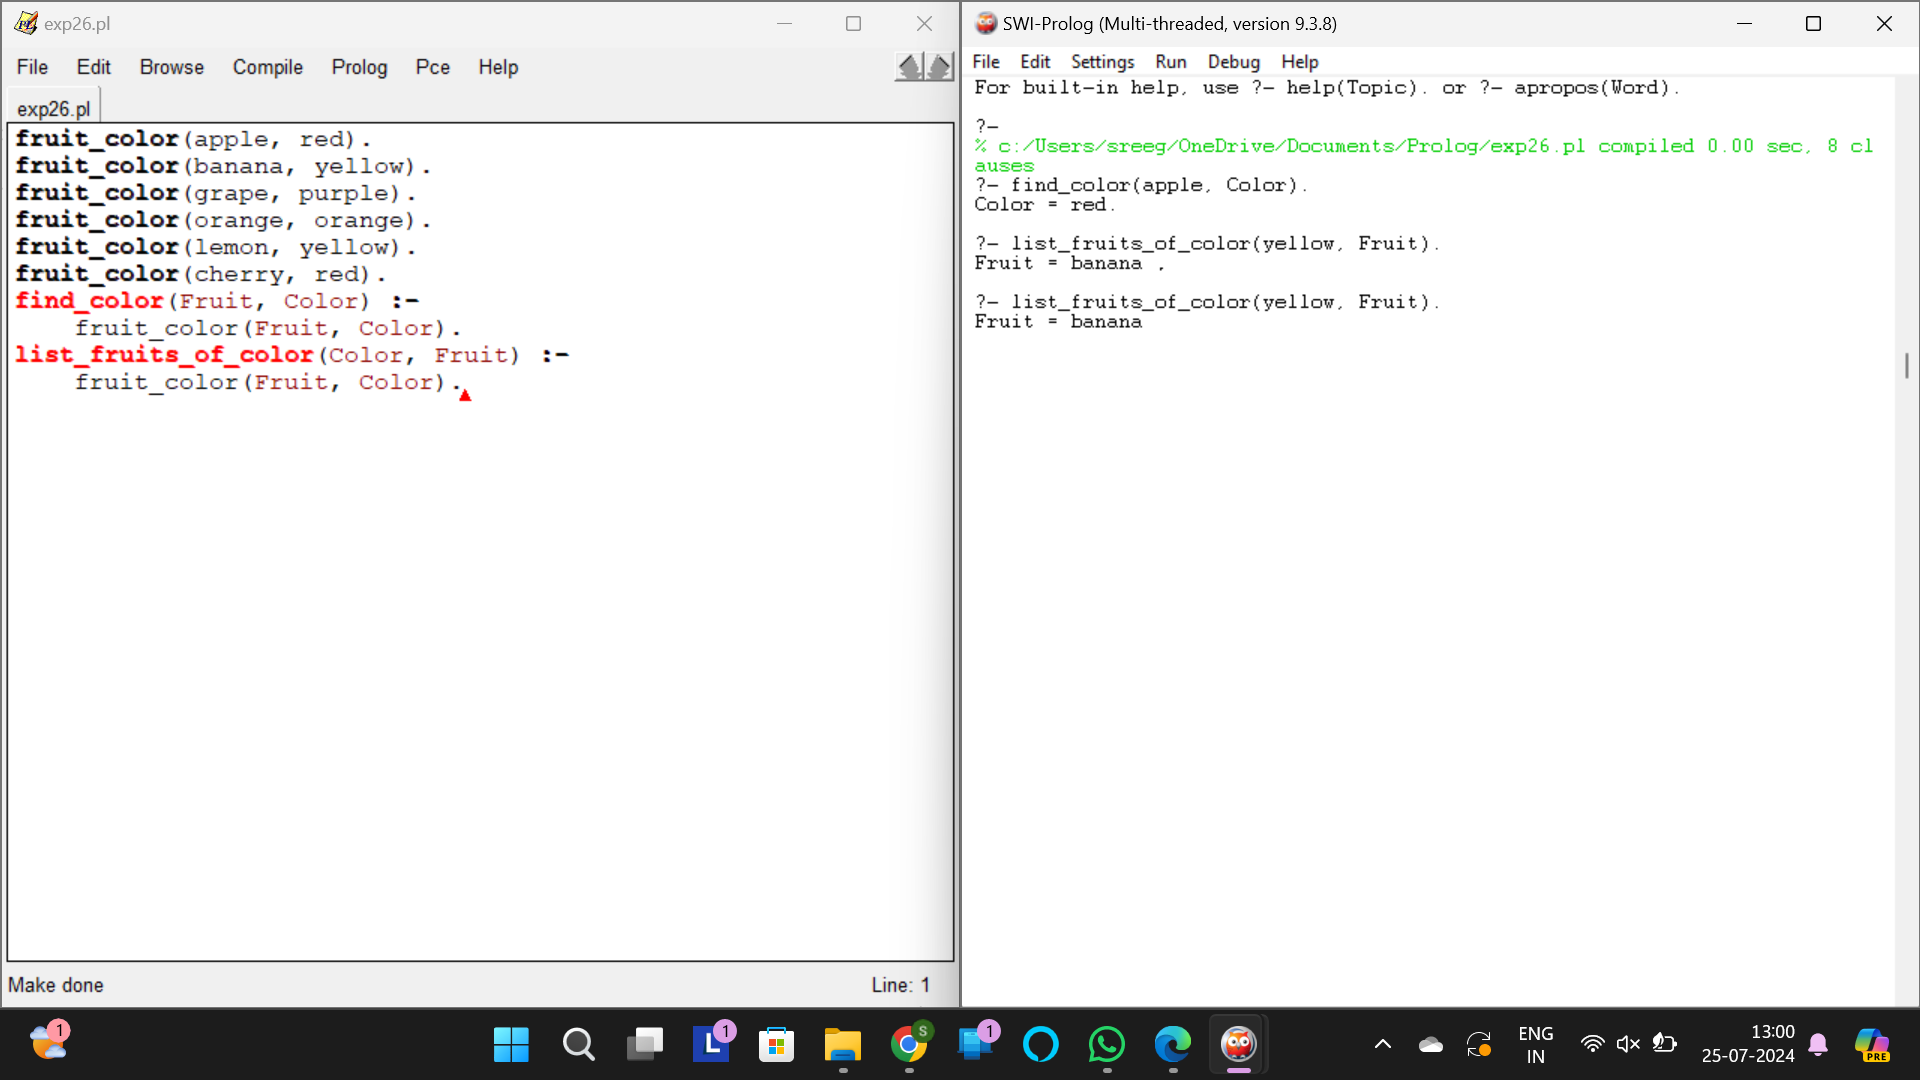 exp26.pl
File Edit Browse Compile Prolog Pce Help
exp26.pl
fruit_color(apple, red).
fruit_color(banana, yellow).
fruit_color(grape, purple).
fruit_color(orange, orange).
fruit_color(lemon, yellow).
fruit_color(cherry, red).
find_color(Fruit, Color) :-
    fruit_color(Fruit, Color).
list_fruits_of_color(Color, Fruit) :-
    fruit_color(Fruit, Color).
Make done
Line: 1
SWI-Prolog (Multi-threaded, version 9.3.8)
File Edit Settings Run Debug Help
For built-in help, use ?- help(Topic). or ?- apropos(Word).
?-
% c:/Users/sreeg/OneDrive/Documents/Prolog/exp26.pl compiled 0.00 sec, 8 cl
auses
?- find_color(apple, Color).
Color = red.
?- list_fruits_of_color(yellow, Fruit).
Fruit = banana ,
?- list_fruits_of_color(yellow, Fruit).
Fruit = banana
1
L
1
S
1
ENG
IN
13:00
25-07-2024
PRE